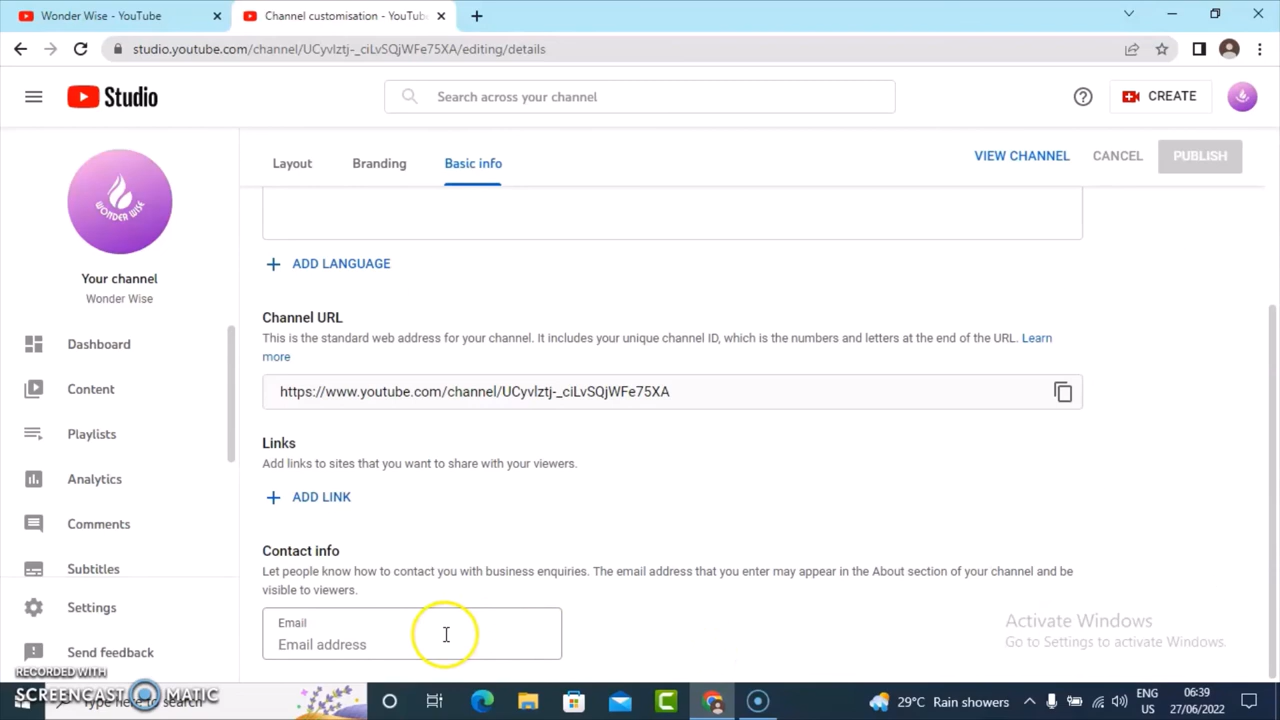 Wonder Wise - YouTube
Channel customisation - YouTube
studio.youtube.com/channel/UCyvlztj-_ciLvSQjWFe75XA/editing/details
Studio
Search across your channel
CREATE
WONDER WISE
Your channel
Wonder Wise
Dashboard
Content
Playlists
Analytics
Comments
Subtitles
Settings
Send feedback
Layout
Branding
Basic info
VIEW CHANNEL
CANCEL
PUBLISH
ADD LANGUAGE
Channel URL
This is the standard web address for your channel. It includes your unique channel ID, which is the numbers and letters at the end of the URL. Learn
more
https://www.youtube.com/channel/UCyvlztj-_ciLvSQjWFe75XA
Links
Add links to sites that you want to share with your viewers.
ADD LINK
Contact info
Let people know how to contact you with business enquiries. The email address that you enter may appear in the About section of your channel and be
visible to viewers.
Email
Email address
Activate Windows
Go to Settings to activate Windows.
RECORDED WITH
SCREENCAST MATIC
Type here to search
29°C Rain showers
ENG
US
06:39
27/06/2022